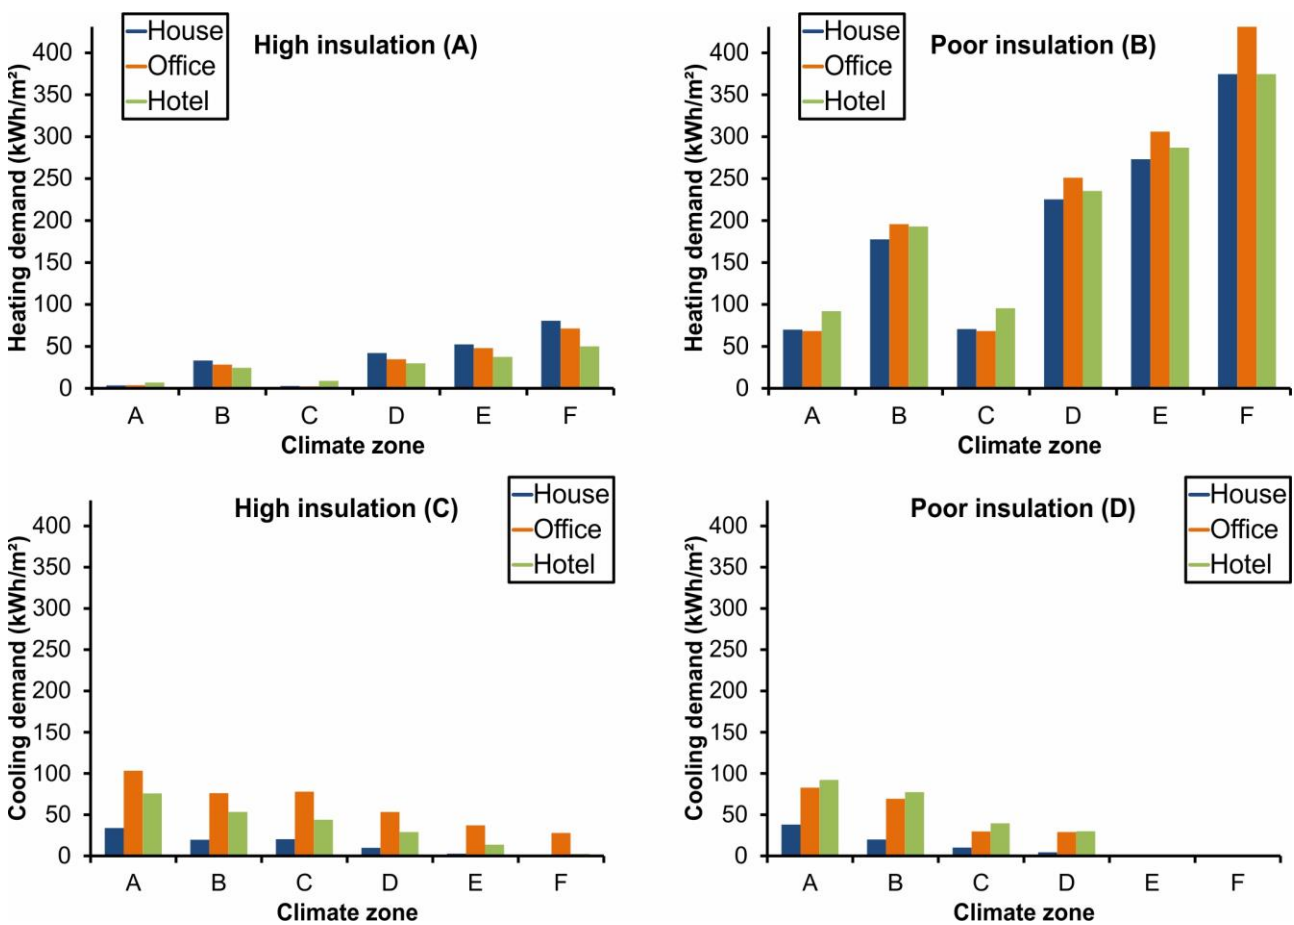 High insulation (A)
House
Office
Hotel
Heating demand (kWh/m²)
400
350
300
250
200
150
100
50
0
A B C D E F
Climate zone
Poor insulation (B)
House
Office
Hotel
Heating demand (kWh/m²)
400
350
300
250
200
150
100
50
0
A B C D E F
Climate zone
High insulation (C)
House
Office
Hotel
Cooling demand (kWh/m²)
400
350
300
250
200
150
100
50
0
A B C D E F
Climate zone
Poor insulation (D)
House
Office
Hotel
Cooling demand (kWh/m²)
400
350
300
250
200
150
100
50
0
A B C D E F
Climate zone